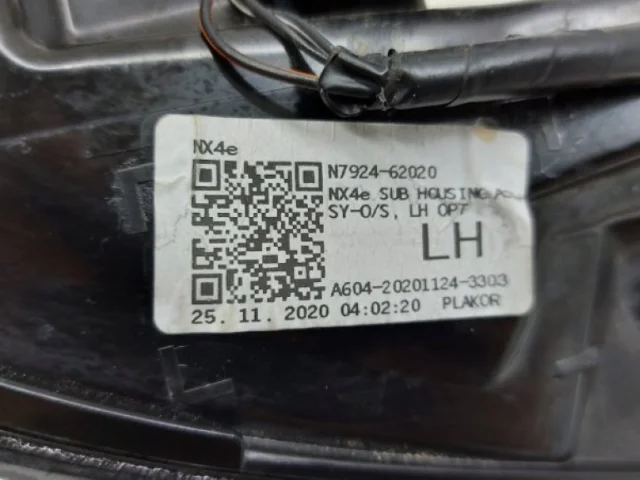 NX4e
N7924-62020
NX4e SUB HOUSING
SY-O/S, LH OPT
LH
A604-20201124-3303
25. 11. 2020 04:02:20 PLAKOR